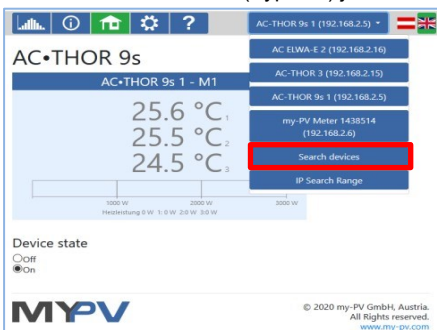 ?
AC-THOR 9s 1 (192.168.2.5)
AC•THOR 9s
AC ELWA-E 2 (192.168.2.16)
AC-THOR 3 (192.168.2.15)
AC-THOR 9s 1 (192.168.2.5)
my-PV Meter 1438514
(192.168.2.6)
Search devices
IP Search Range
AC•THOR 9s 1 - M1
25.6 °C 1
25.5 °C 2
24.5 °C 3
1000 W 2000 W 3000 W
Heizleistung 0 W 1: 0 W 2:0 W 3:0 W
Device state
Off
On
MYPV
© 2020 my-PV GmbH, Austria.
All Rights reserved.
www.my-pv.com